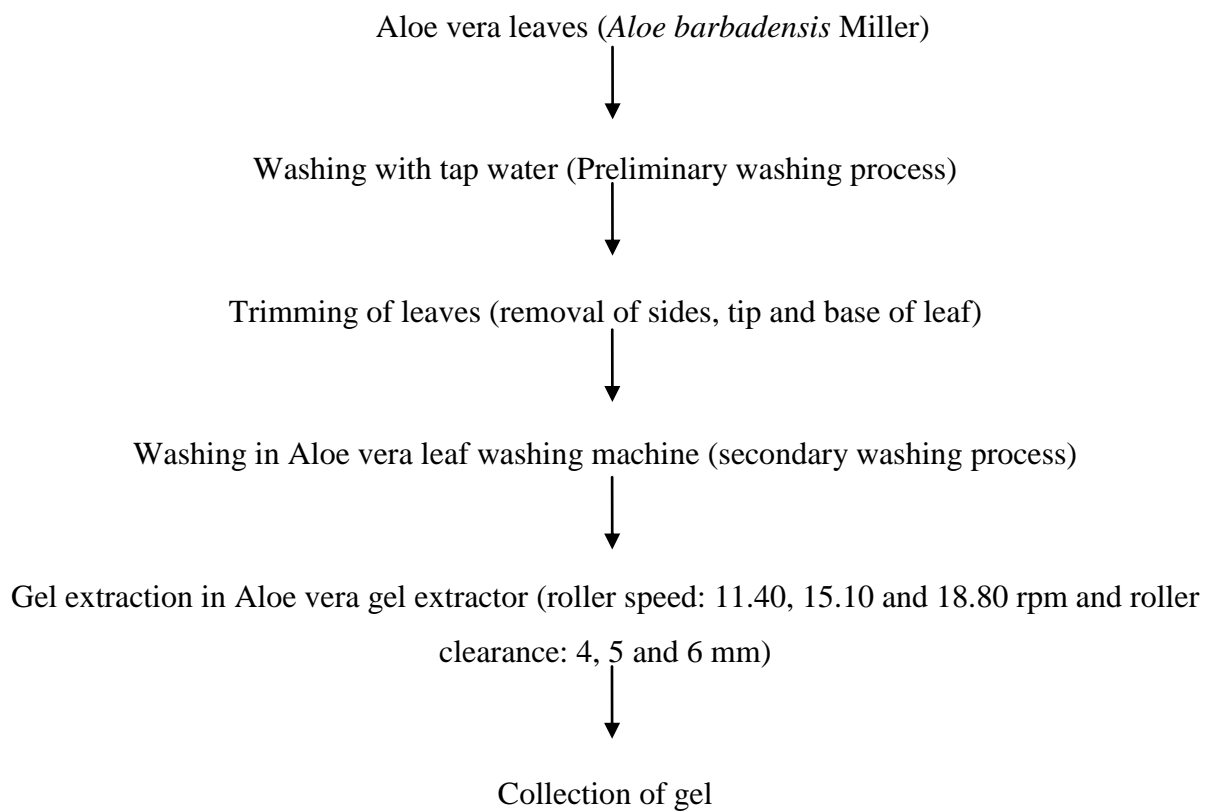 Aloe vera leaves (Aloe barbadensis Miller)
Washing with tap water (Preliminary washing process)
Trimming of leaves (removal of sides, tip and base of leaf)
Washing in Aloe vera leaf washing machine (secondary washing process)
Gel extraction in Aloe vera gel extractor (roller speed: 11.40, 15.10 and 18.80 rpm and roller
clearance: 4, 5 and 6 mm)
Collection of gel